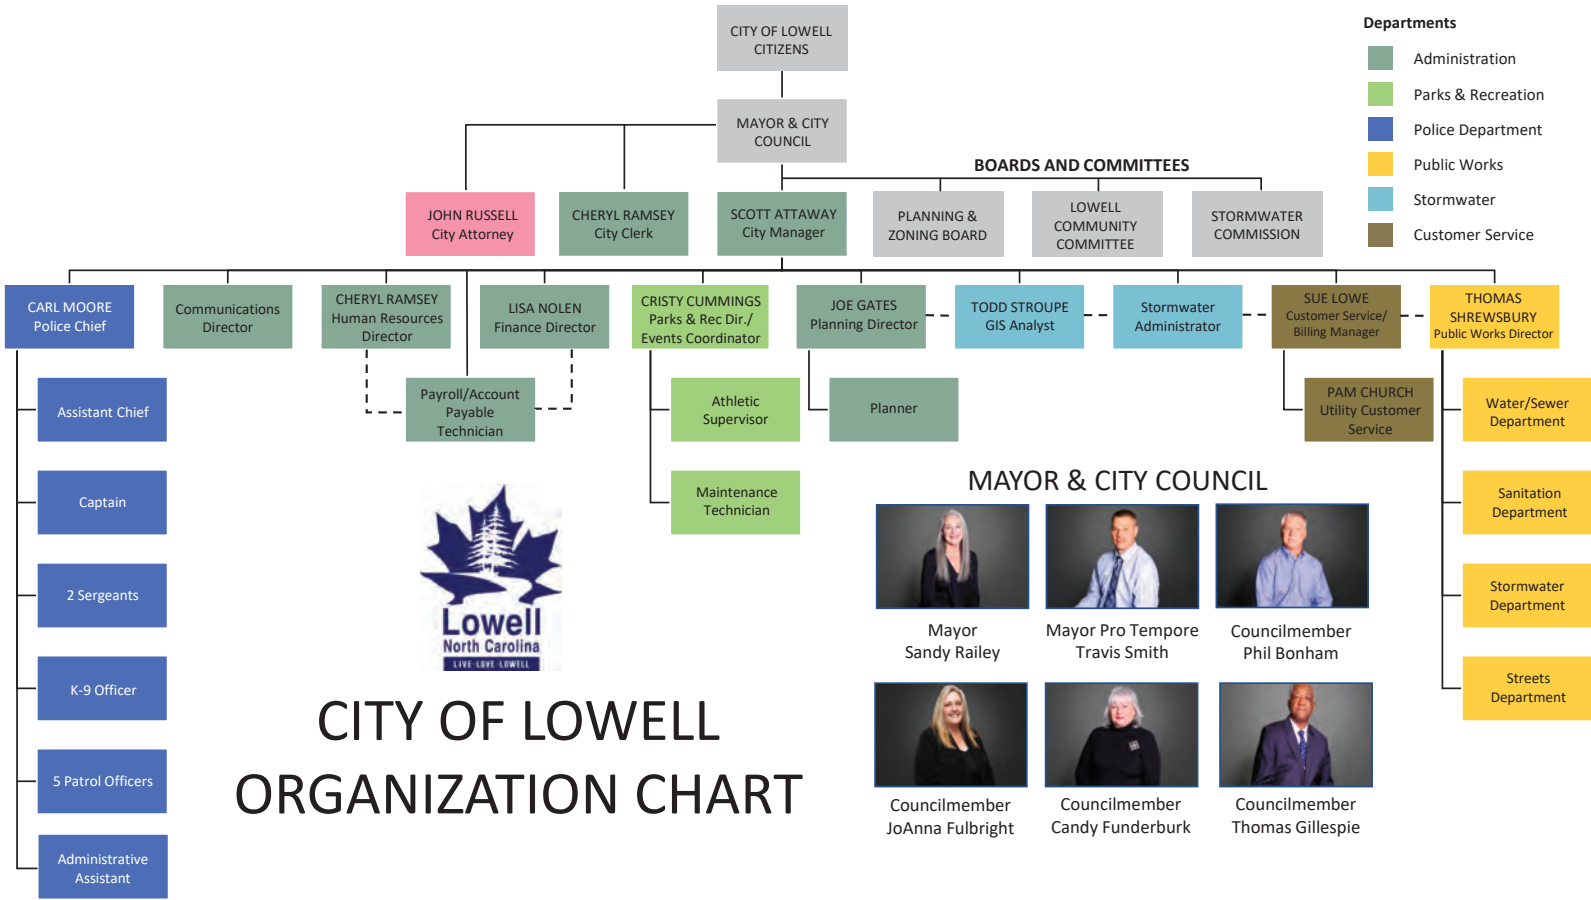 CITY OF LOWELL
CITIZENS
MAYOR & CITY
COUNCIL
Departments
Administration
Parks & Recreation
Police Department
Public Works
Stormwater
Customer Service
BOARDS AND COMMITTEES
JOHN RUSSELL
City Attorney
CHERYL RAMSEY
City Clerk
SCOTT ATTAWAY
City Manager
PLANNING &
ZONING BOARD
LOWELL
COMMUNITY
COMMITTEE
STORMWATER
COMMISSION
CARL MOORE
Police Chief
Communications
Director
CHERYL RAMSEY
Human Resources
Director
LISA NOLEN
Finance Director
CRISTY CUMMINGS
Parks & Rec Dir./
Events Coordinator
JOE GATES
Planning Director
TODD STROUPE
GIS Analyst
Stormwater
Administrator
SUE LOWE
Customer Service/
Billing Manager
THOMAS
SHREWSBURY
Public Works Director
Assistant Chief
Captain
2 Sergeants
K-9 Officer
5 Patrol Officers
Administrative
Assistant
Payroll/Account
Payable
Technician
Athletic
Supervisor
Maintenance
Technician
Planner
PAM CHURCH
Utility Customer
Service
Water/Sewer
Department
Sanitation
Department
Stormwater
Department
Streets
Department
Lowell
North Carolina
LIVE·LOVE·LOWELL
CITY OF LOWELL
ORGANIZATION CHART
MAYOR & CITY COUNCIL
Mayor
Sandy Railey
Mayor Pro Tempore
Travis Smith
Councilmember
Phil Bonham
Councilmember
JoAnna Fulbright
Councilmember
Candy Funderburk
Councilmember
Thomas Gillespie